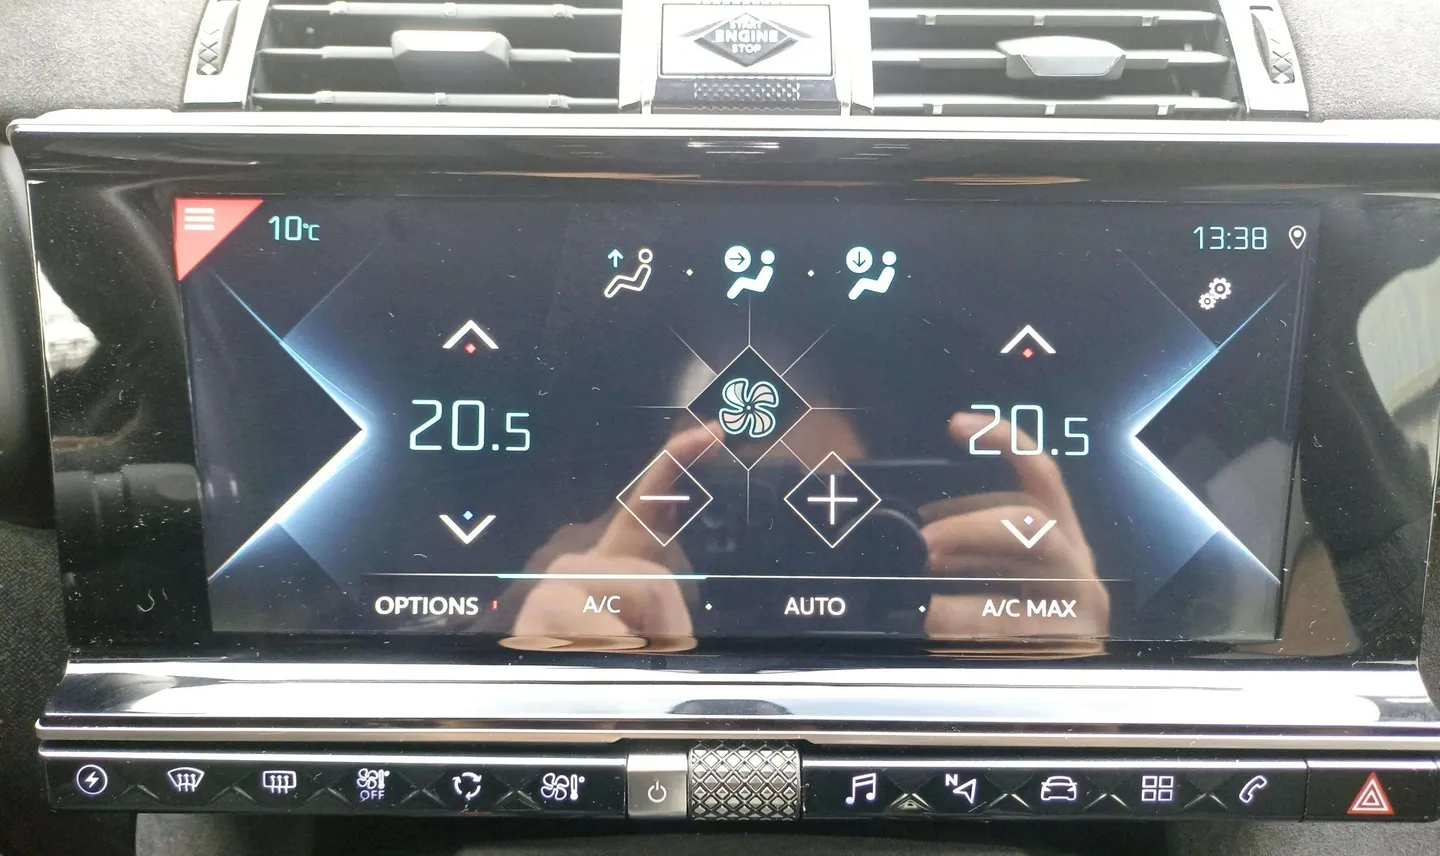 START
ENGINE
STOP
10°C
13:38
20.5
20.5
OPTIONS A/C AUTO A/C MAX
OFF
N